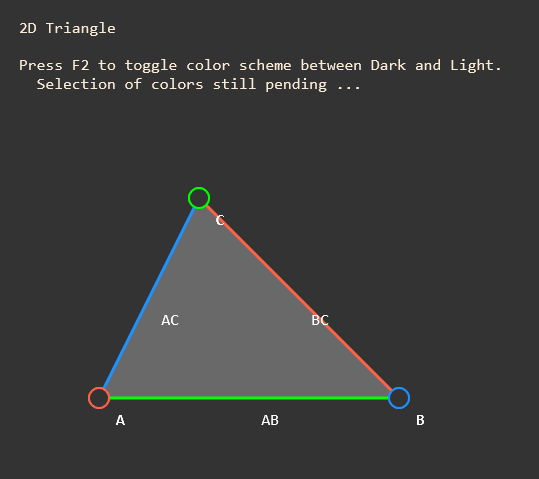 2D Triangle
Press F2 to toggle color scheme between Dark and Light.
Selection of colors still pending ...
C
AC
BC
A
AB
B